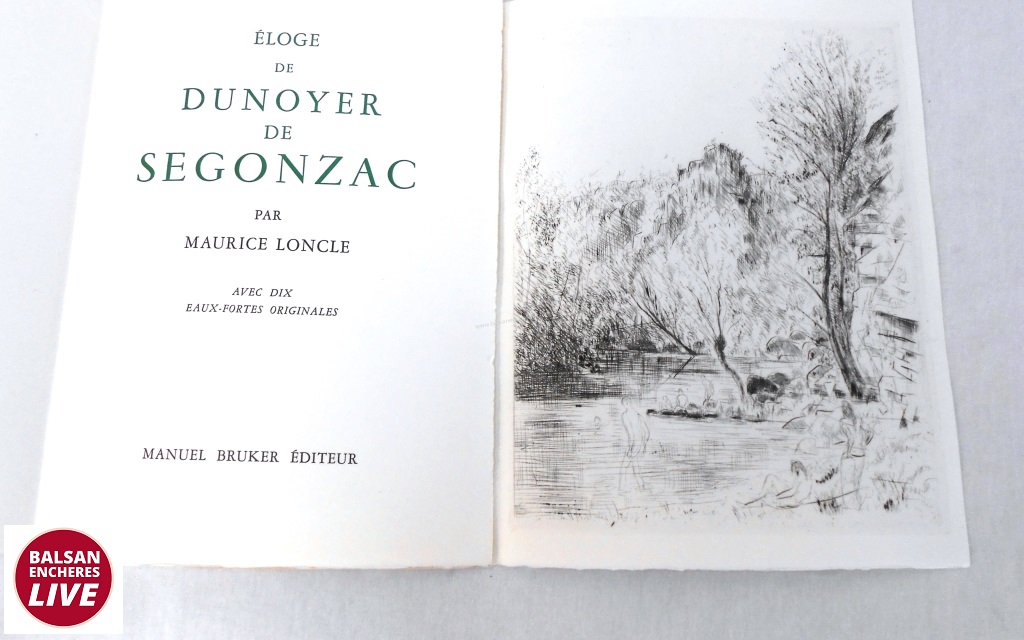 ÉLOGE
DE
DUNOYER
DE
SEGONZAC
PAR
MAURICE LONCLE
AVEC DIX
EAUX-FORTES ORIGINALES
MANUEL BRUKER ÉDITEUR
BALSAN
ENCHERES
LIVE